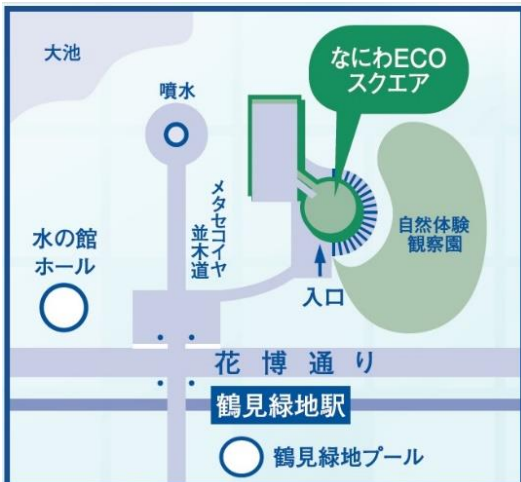 大池
なにわECO
スクエア
噴水
メタセコイヤ
並木道
水の館
ホール
自然体験
観察園
入口
花博通り
鶴見緑地駅
鶴見緑地プール